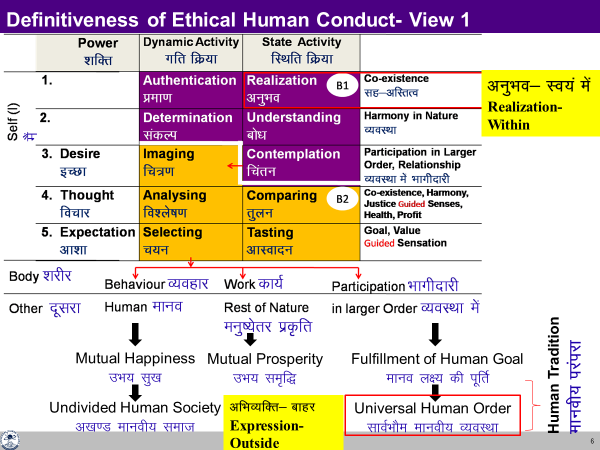 Definitiveness of Ethical Human Conduct- View 1
Power
शक्ति
Dynamic Activity
गति क्रिया
State Activity
स्थिति क्रिया
Self (I)
मैं
1.
Authentication
प्रमाण
Realization
अनुभव
B1
Co-existence
सह–अस्तित्व
अनुभव– स्वयं में
Realization-
Within
2.
Determination
संकल्प
Understanding
बोध
Harmony in Nature
व्यवस्था
3. Desire
इच्छा
Imaging
चित्रण
Contemplation
चिंतन
Participation in Larger
Order, Relationship
व्यवस्था में भागीदारी
4. Thought
विचार
Analysing
विश्लेषण
Comparing
तुलन
B2
Co-existence, Harmony,
Justice Guided Senses,
Health, Profit
5. Expectation
आशा
Selecting
चयन
Tasting
आस्वादन
Goal, Value
Guided Sensation
Body शरीर
Behaviour व्यवहार
Work कार्य
Participation भागीदारी
Other दूसरा
Human मानव
Rest of Nature
मनुष्येतर प्रकृति
in larger Order व्यवस्था में
Mutual Happiness
उभय सुख
Mutual Prosperity
उभय समृद्धि
Fulfillment of Human Goal
मानव लक्ष्य की पूर्ति
Undivided Human Society
अखण्ड मानवीय समाज
अभिव्यक्ति– बाहर
Expression-
Outside
Universal Human Order
सार्वभौम मानवीय व्यवस्था
Human Tradition
मानवीय परंपरा
6